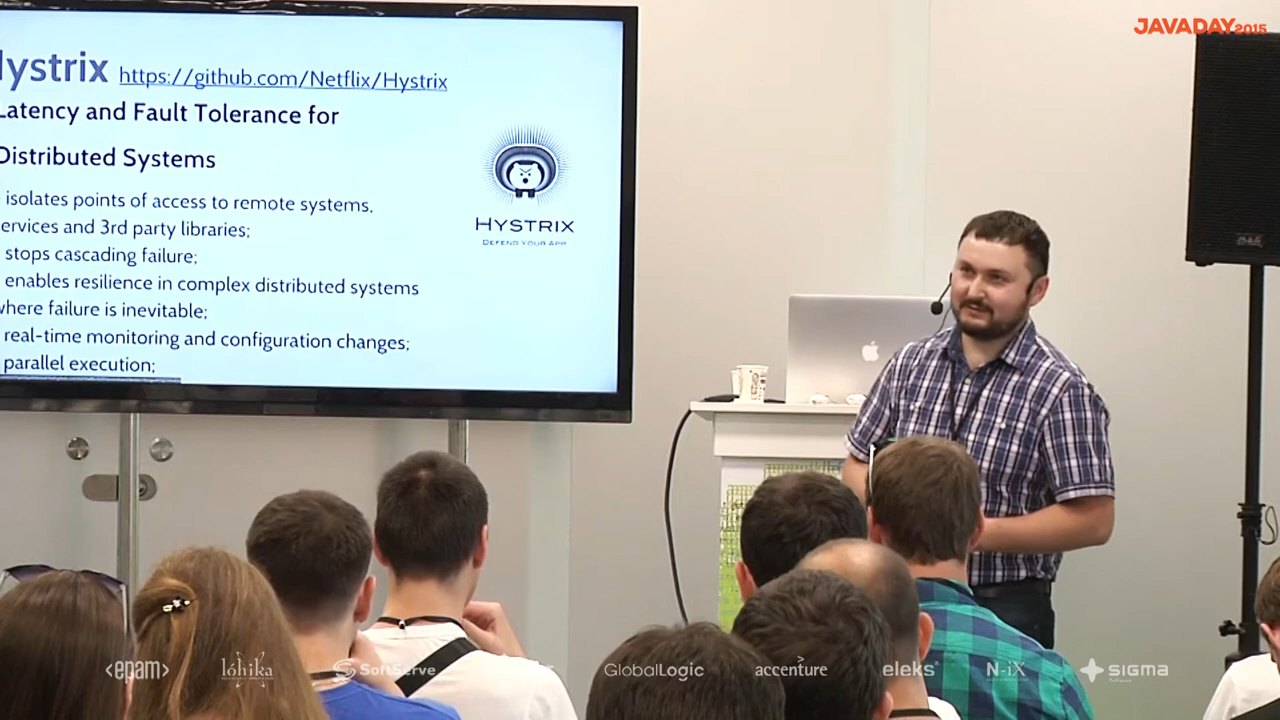 JAVADAY2015
ystrix https://github.com/Netflix/Hystrix
Latency and Fault Tolerance for
Distributed Systems
isolates points of access to remote systems,
ervices and 3rd party libraries;
stops cascading failure;
enables resilience in complex distributed systems
where failure is inevitable;
real-time monitoring and configuration changes;
parallel execution;
HYSTRIX
DEFEND YOUR APP
<epam>
lóhika
SoftServe
GlobalLogic
accenture
eleks
N-iX
SIGMA